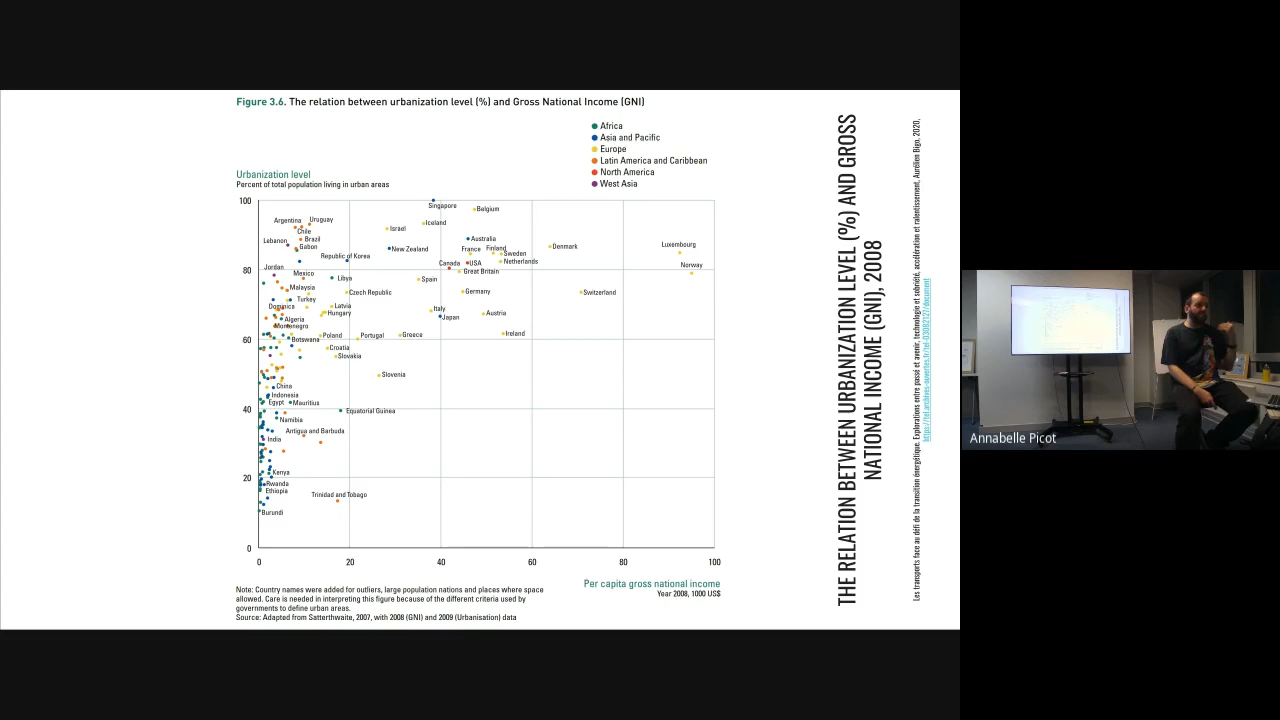 Figure 3.6. The relation between urbanization level (%) and Gross National Income (GNI)
Africa
Asia and Pacific
Europe
Latin America and Caribbean
North America
West Asia
Urbanization level
Percent of total population living in urban areas
100
80
60
40
20
0
Singapore
Belgium
Argentina
Uruguay
Iceland
Chile
Israel
Lebanon
Brazil
Australia
Gabon
New Zealand
France
Finland
Denmark
Luxembourg
Republic of Korea
Sweden
Netherlands
Canada
USA
Jordan
Norway
Mexico
Great Britain
Libya
Spain
Malaysia
Czech Republic
Germany
Switzerland
Turkey
Dominica
Latvia
Hungary
Italy
Austria
Japan
Algeria
Montenegro
Botswana
Poland
Portugal
Greece
Ireland
Croatia
Slovakia
Slovenia
China
Indonesia
Egypt
Mauritius
Equatorial Guinea
Namibia
Antigua and Barbuda
India
Kenya
Rwanda
Ethiopia
Trinidad and Tobago
Burundi
0
20
40
60
80
100
Per capita gross national income
Year 2008, 1000 US$
Note: Country names were added for outliers, large population nations and places where space
allowed. Care is needed in interpreting this figure because of the different criteria used by
governments to define urban areas.
Source: Adapted from Satterthwaite, 2007, with 2008 (GNI) and 2009 (Urbanisation) data
THE RELATION BETWEEN URBANIZATION LEVEL (%) AND GROSS
NATIONAL INCOME (GNI), 2008
Les transports face au défi de la transition énergétique. Explorations entre passé et avenir, technologie et sobriété, accélération et ralentissement, Aurélien Bigo, 2020,
https://tel.archives-ouvertes.fr/tel-03082127/document
Annabelle Picot